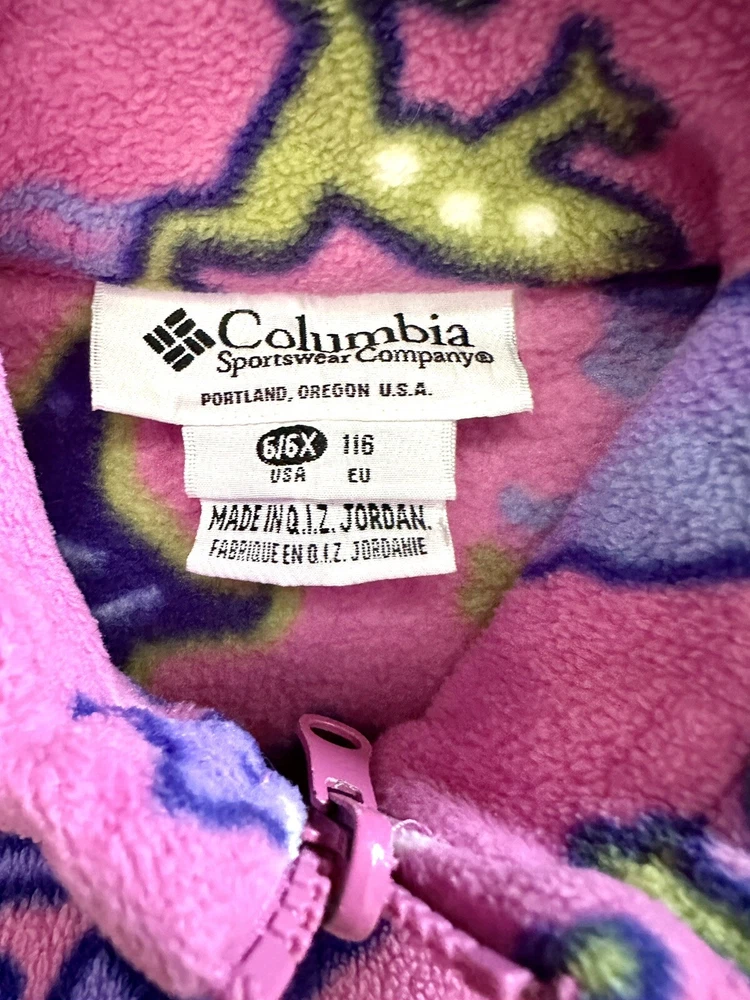 Columbia
Sportswear Company®
PORTLAND, OREGON U.S.A.
6/6X 116
USA EU
MADE IN Q.I.Z. JORDAN.
FABRIQUE EN Q.I.Z. JORDANIE